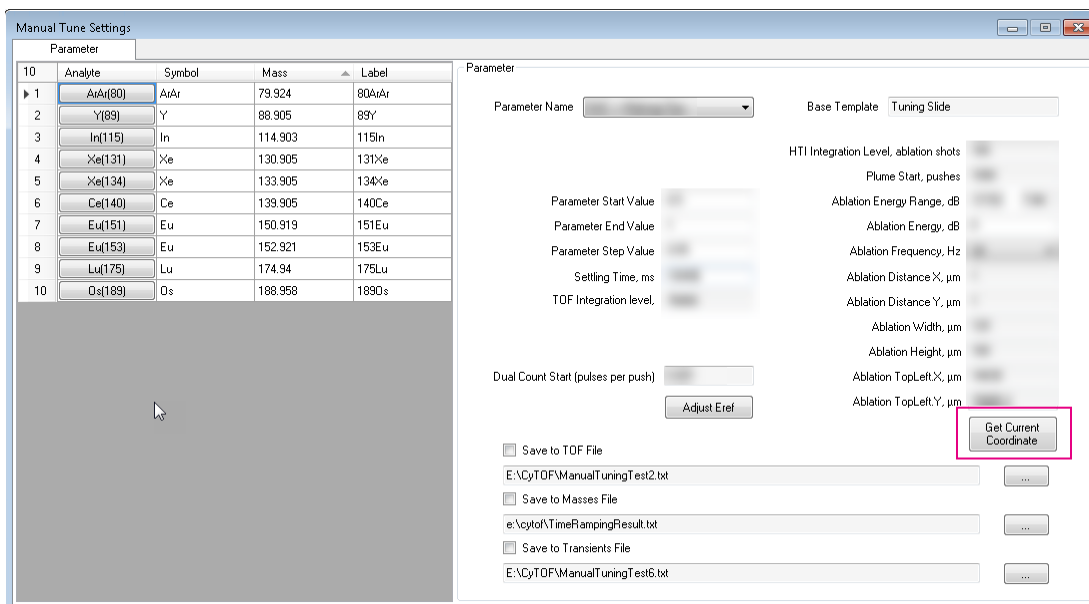 Manual Tune Settings
Parameter
10 Analyte Symbol Mass Label
1 ArAr(80) ArAr 79.924 80ArAr
2 Y(89) Y 88.905 89Y
3 In(115) In 114.903 115In
4 Xe(131) Xe 130.905 131Xe
5 Xe(134) Xe 133.905 134Xe
6 Ce(140) Ce 139.905 140Ce
7 Eu(151) Eu 150.919 151Eu
8 Eu(153) Eu 152.921 153Eu
9 Lu(175) Lu 174.94 175Lu
10 Os(189) Os 188.958 189Os
Parameter
Parameter Name
Base Template Tuning Slide
HTI Integration Level, ablation shots
Plume Start, pushes
Parameter Start Value
Ablation Energy Range, dB
Parameter End Value
Ablation Energy, dB
Parameter Step Value
Ablation Frequency, Hz
Settling Time, ms
Ablation Distance X, µm
TOF Integration level,
Ablation Distance Y, µm
Ablation Width, µm
Ablation Height, µm
Dual Count Start (pulses per push)
Ablation TopLeft.X, µm
Adjust Eref
Ablation TopLeft.Y, µm
Get Current
Coordinate
Save to TOF File
E:\CyTOF\ManualTuningTest2.txt ...
Save to Masses File
e:\cytof\TimeRampingResult.txt ...
Save to Transients File
E:\CyTOF\ManualTuningTest6.txt ...